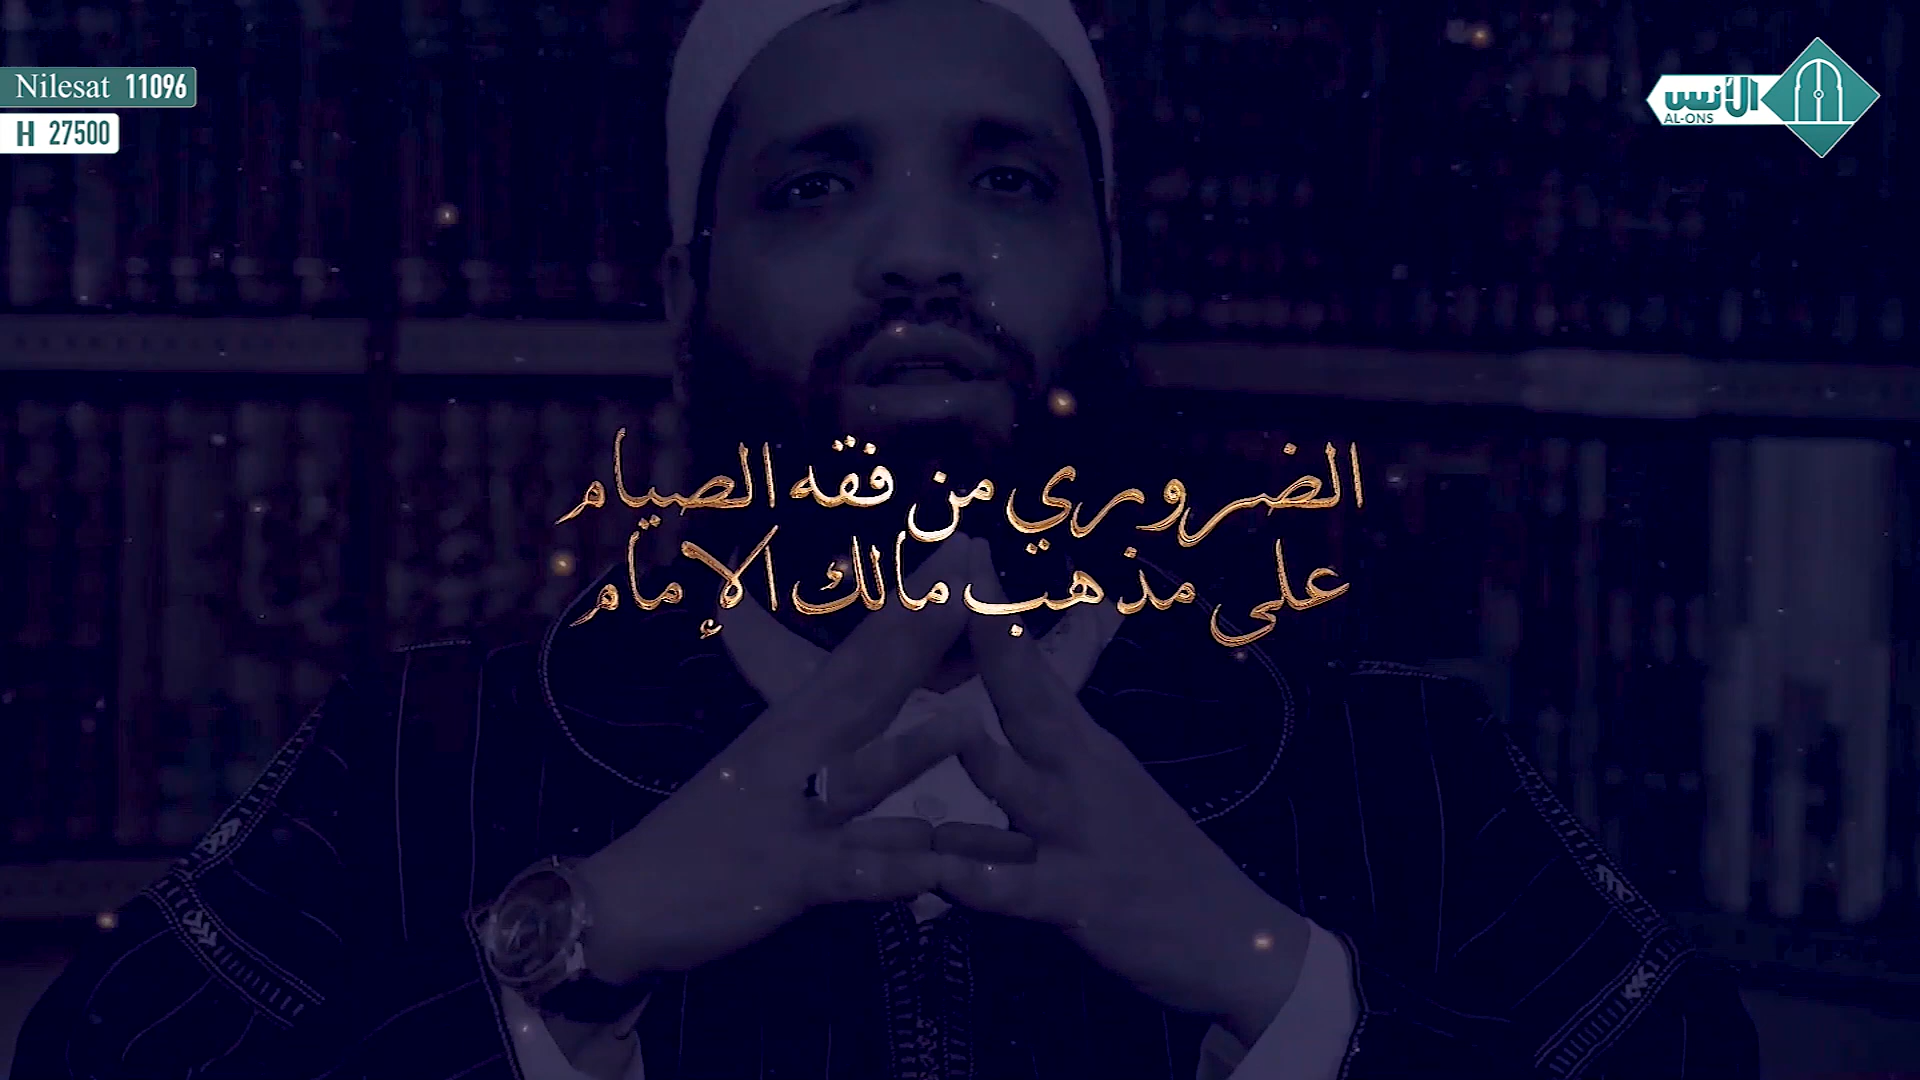 Nilesat 11096
H 27500
الأنس
AL-ONS
الضروري من فقه الصيام
على مذهب مالك الإمام